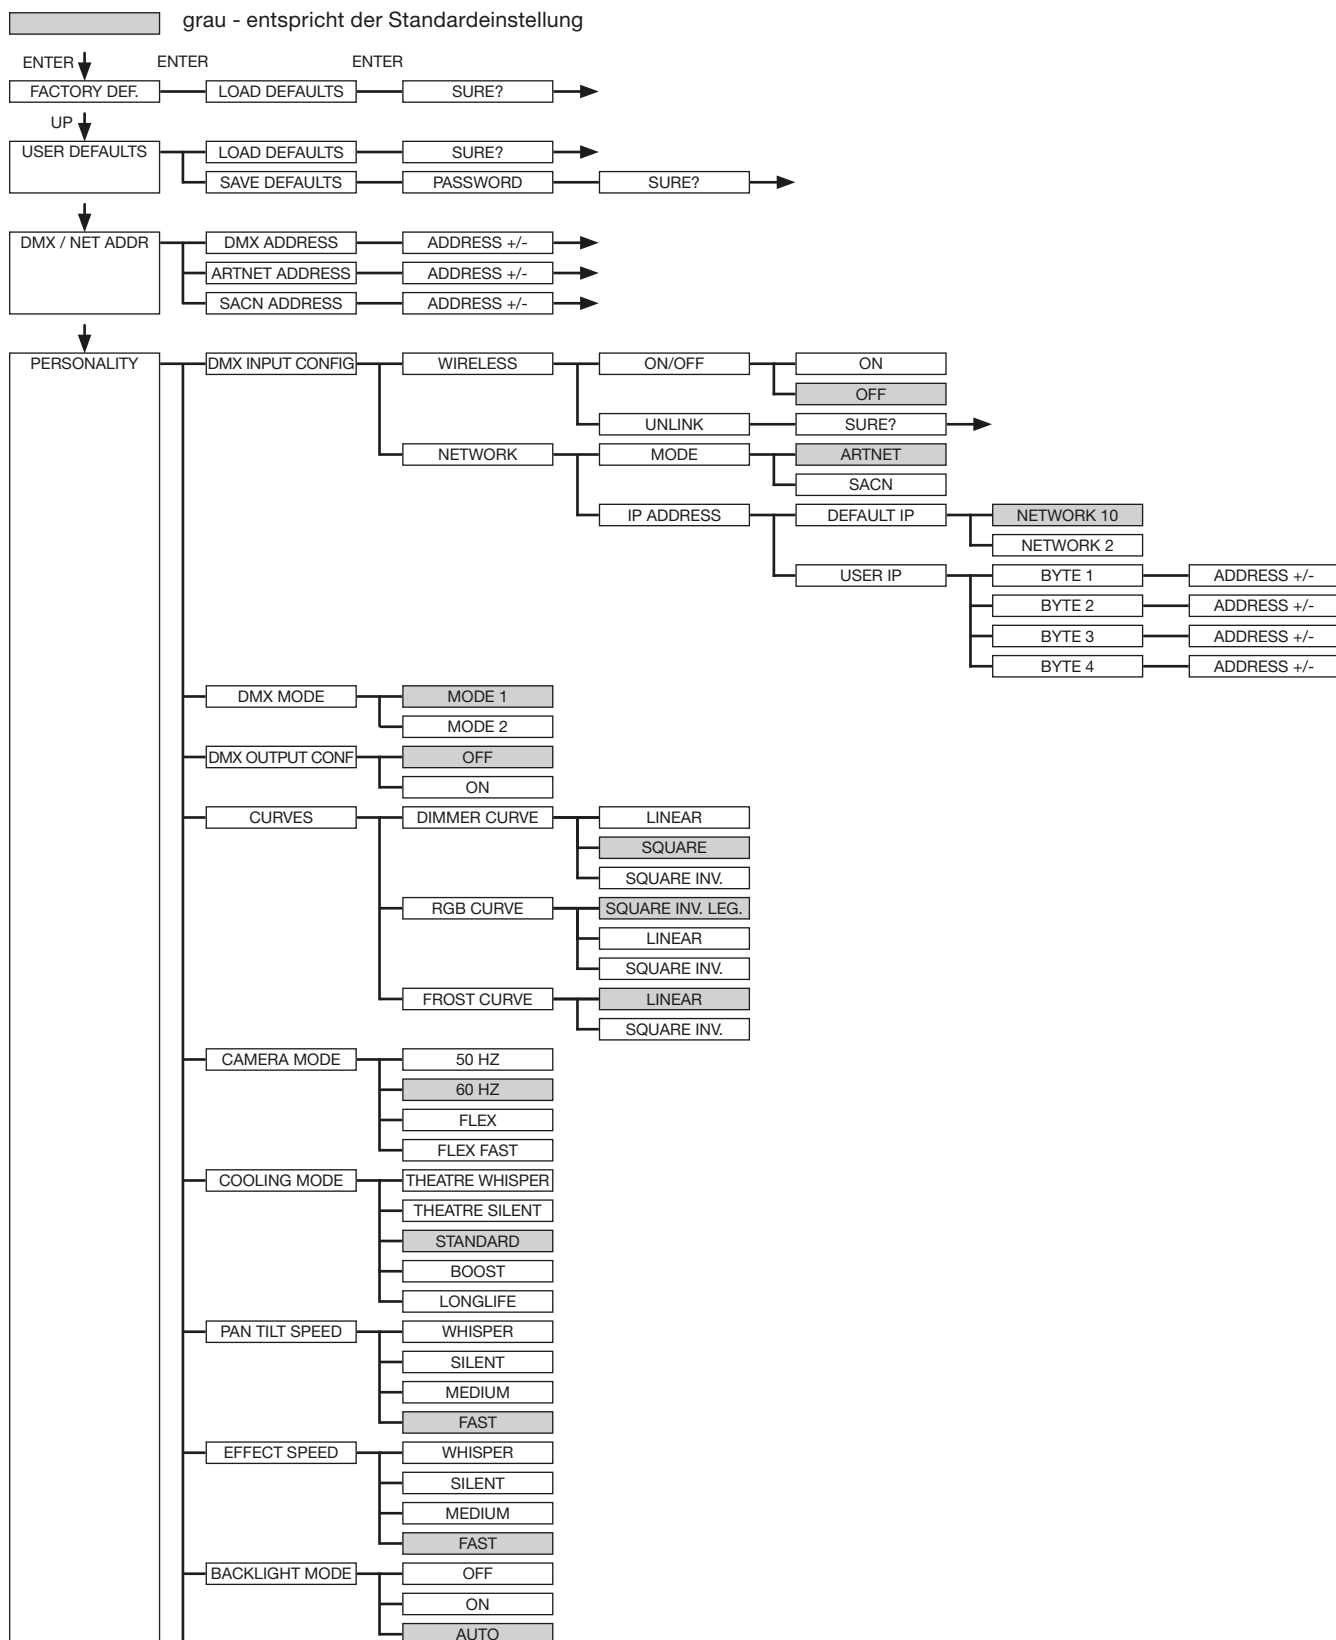 grau - entspricht der Standardeinstellung
ENTER ENTER ENTER
FACTORY DEF. LOAD DEFAULTS SURE?
UP
USER DEFAULTS LOAD DEFAULTS SURE?
SAVE DEFAULTS PASSWORD SURE?
DMX / NET ADDR DMX ADDRESS ADDRESS +/-
ARTNET ADDRESS ADDRESS +/-
SACN ADDRESS ADDRESS +/-
PERSONALITY DMX INPUT CONFIG WIRELESS ON/OFF ON
OFF
UNLINK SURE?
NETWORK MODE ARTNET
SACN
IP ADDRESS DEFAULT IP NETWORK 10
NETWORK 2
USER IP BYTE 1 ADDRESS +/-
BYTE 2 ADDRESS +/-
BYTE 3 ADDRESS +/-
BYTE 4 ADDRESS +/-
DMX MODE MODE 1
MODE 2
DMX OUTPUT CONF OFF
ON
CURVES DIMMER CURVE LINEAR
SQUARE
SQUARE INV.
RGB CURVE SQUARE INV. LEG.
LINEAR
SQUARE INV.
FROST CURVE LINEAR
SQUARE INV.
CAMERA MODE 50 HZ
60 HZ
FLEX
FLEX FAST
COOLING MODE THEATRE WHISPER
THEATRE SILENT
STANDARD
BOOST
LONGLIFE
PAN TILT SPEED WHISPER
SILENT
MEDIUM
FAST
EFFECT SPEED WHISPER
SILENT
MEDIUM
FAST
BACKLIGHT MODE OFF
ON
AUTO